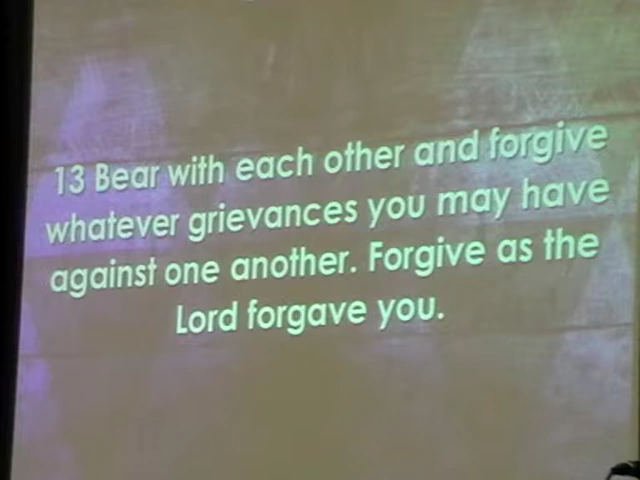 13 Bear with each other and forgive
whatever grievances you may have
against one another. Forgive as the
Lord forgave you.